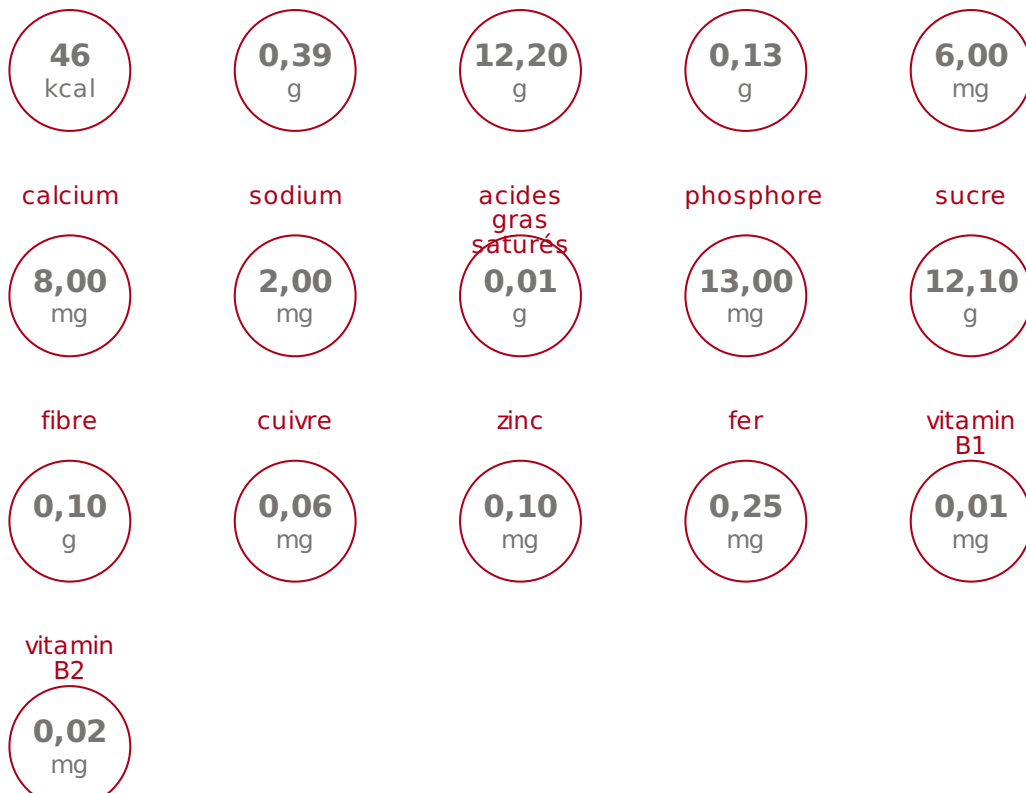 46
kcal
0,39
g
12,20
g
0,13
g
6,00
mg
calcium
8,00
mg
sodium
2,00
mg
acides
gras
saturés
0,01
g
phosphore
13,00
mg
sucre
12,10
g
fibre
0,10
g
cuivre
0,06
mg
zinc
0,10
mg
fer
0,25
mg
vitamin
B1
0,01
mg
vitamin
B2
0,02
mg